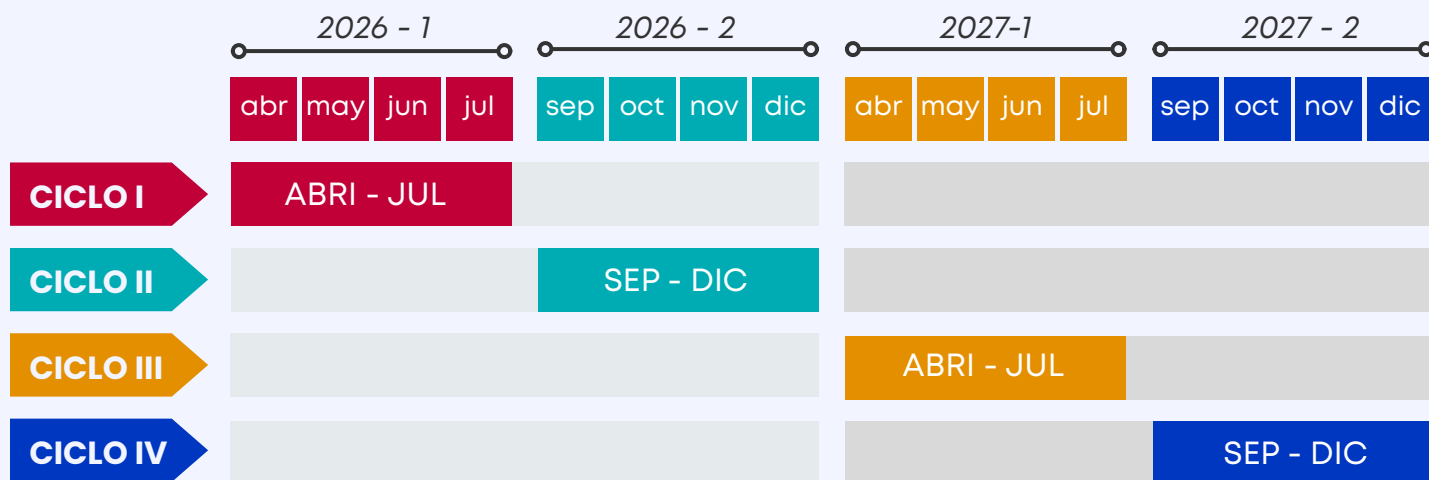 2026 - 1 2026 - 2 2027-1 2027 - 2
abr may jun jul sep oct nov dic abr may jun jul sep oct nov dic
CICLO I ABRI - JUL
CICLO II SEP - DIC
CICLO III ABRI - JUL
CICLO IV SEP - DIC